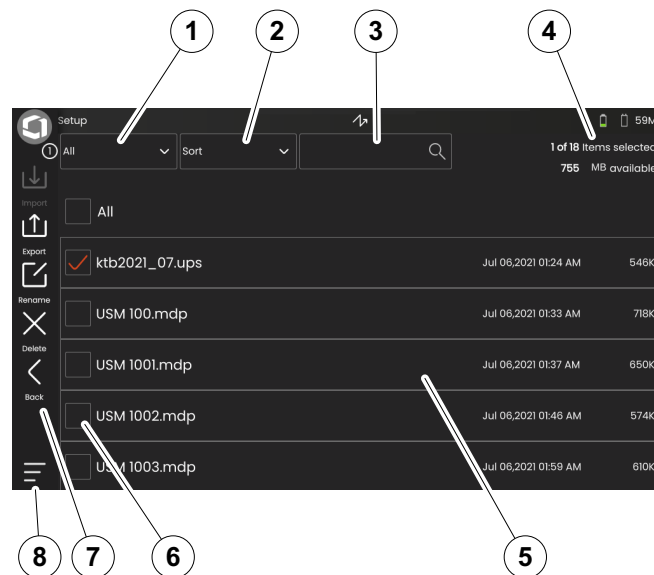 1 2 3 4
Setup 59M
1 All Sort 1 of 18 Items selected
755 MB available
Import All
Export ktb2021_07.ups Jul 06,2021 01:24 AM 546K
Rename USM 100.mdp Jul 06,2021 01:33 AM 718K
Delete USM 1001.mdp Jul 06,2021 01:37 AM 650K
Back USM 1002.mdp Jul 06,2021 01:46 AM 574K
USM 1003.mdp Jul 06,2021 01:59 AM 610K
8 7 6 5